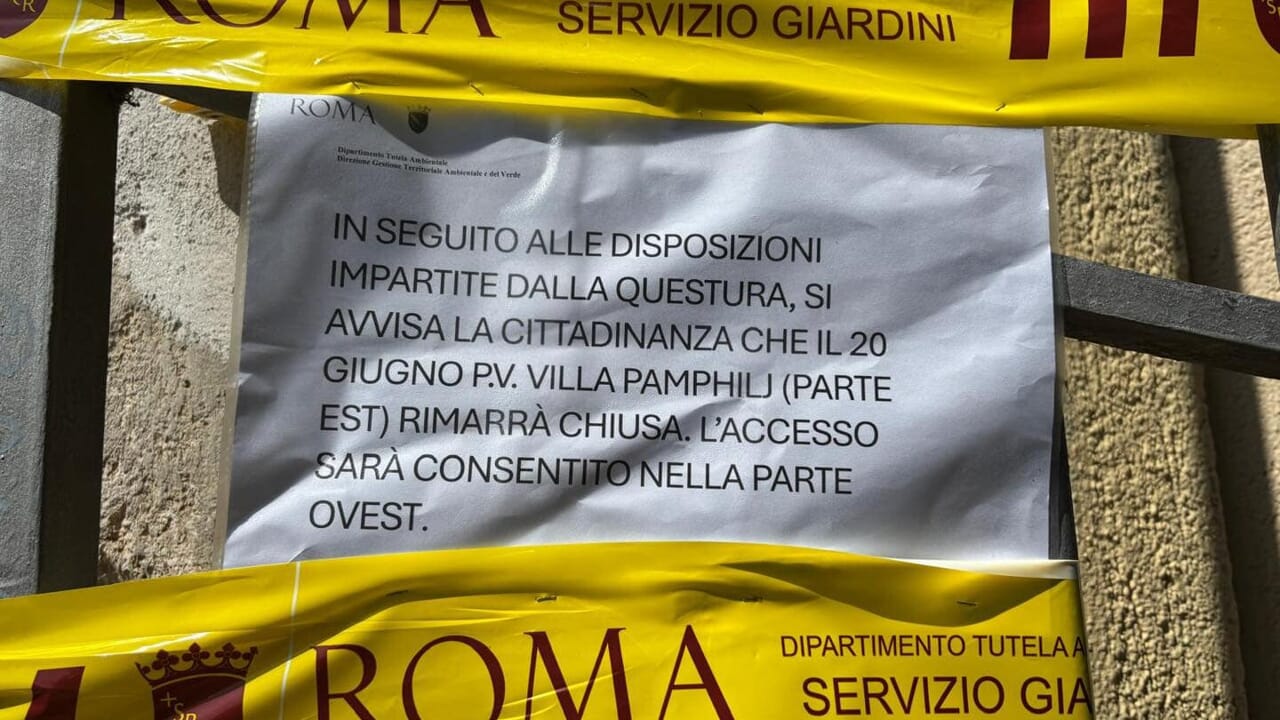 ROMA
SERVIZIO GIARDINI
ROMA
Dipartimento Tutela Ambientale
Direzione Gestione Territoriale Ambientale e del Verde
IN SEGUITO ALLE DISPOSIZIONI
IMPARTITE DALLA QUESTURA, SI
AVVISA LA CITTADINANZA CHE IL 20
GIUGNO P.V. VILLA PAMPHILJ (PARTE
EST) RIMARRÀ CHIUSA. L'ACCESSO
SARÀ CONSENTITO NELLA PARTE
OVEST.
ROMA
DIPARTIMENTO TUTELA A
SERVIZIO GIA